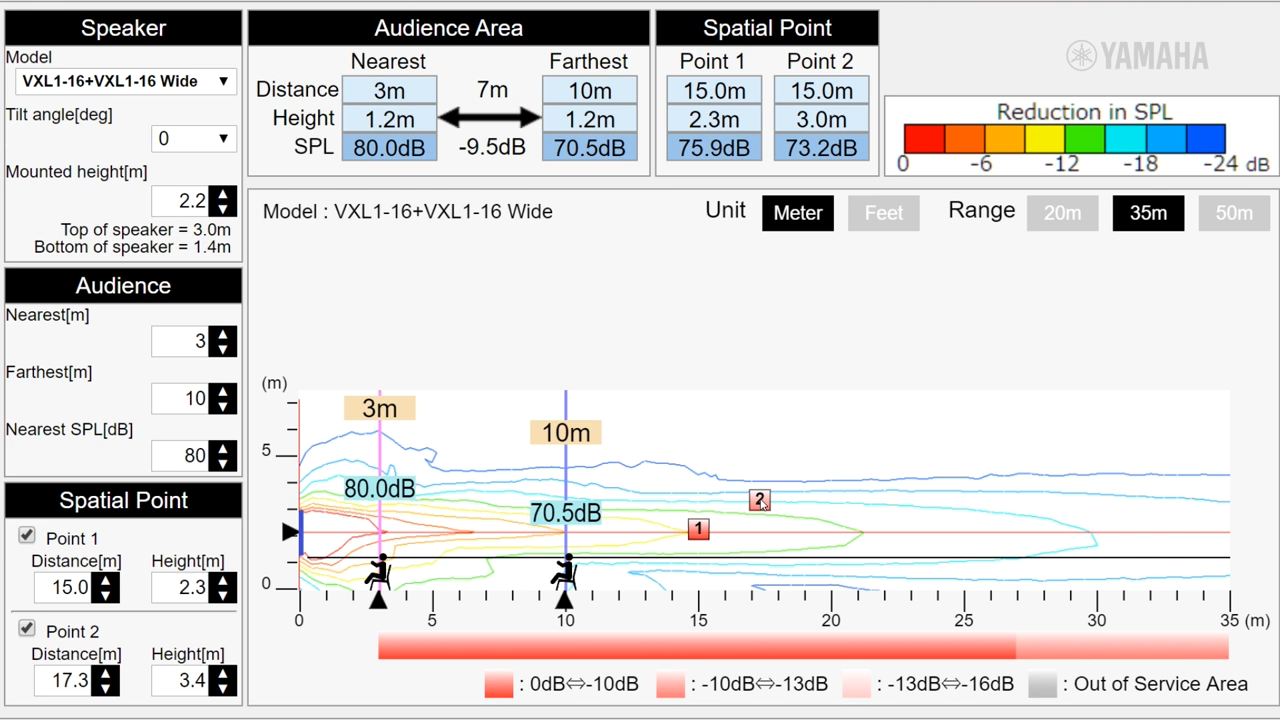 Speaker
Model
VXL1-16+VXL1-16 Wide ▼
Tilt angle[deg]
0 ▼
Mounted height[m]
2.2
Top of speaker = 3.0m
Bottom of speaker = 1.4m
Audience
Nearest[m]
3
Farthest[m]
10
Nearest SPL[dB]
80
Spatial Point
Point 1
Distance[m] Height[m]
15.0 2.3
Point 2
Distance[m] Height[m]
17.3 3.4
Audience Area
Nearest Farthest
Distance 3m 7m 10m
Height 1.2m 1.2m
SPL 80.0dB -9.5dB 70.5dB
Spatial Point
Point 1 Point 2
15.0m 15.0m
2.3m 3.0m
75.9dB 73.2dB
YAMAHA
Reduction in SPL
0 -6 -12 -18 -24 dB
Model : VXL1-16+VXL1-16 Wide
Unit Meter Feet Range 20m 35m 50m
(m)
3m
10m
5
80.0dB
2
70.5dB
1
0
0 5 10 15 20 25 30 35 (m)
: 0dB⇔-10dB : -10dB⇔-13dB : -13dB⇔-16dB : Out of Service Area